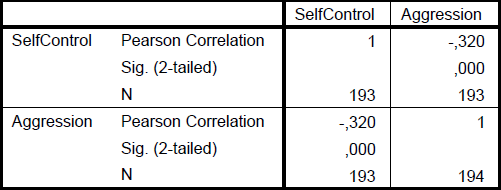 SelfControl Aggression
SelfControl Pearson Correlation 1 -,320
Sig. (2-tailed) ,000
N 193 193
Aggression Pearson Correlation -,320 1
Sig. (2-tailed) ,000
N 193 194